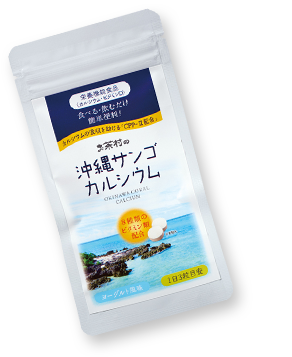 栄養機能食品
(カルシウム・ビタミンD)
食べる・飲むだけ
簡単便利!
カルシウムの吸収を助ける「CPP・Ⅱ配合」
お茶村の
沖縄サンゴ
カルシウム
OKINAWA CORAL
CALCIUM
8種類の
ビタミン類
配合
ヨーグルト風味
1日3粒目安